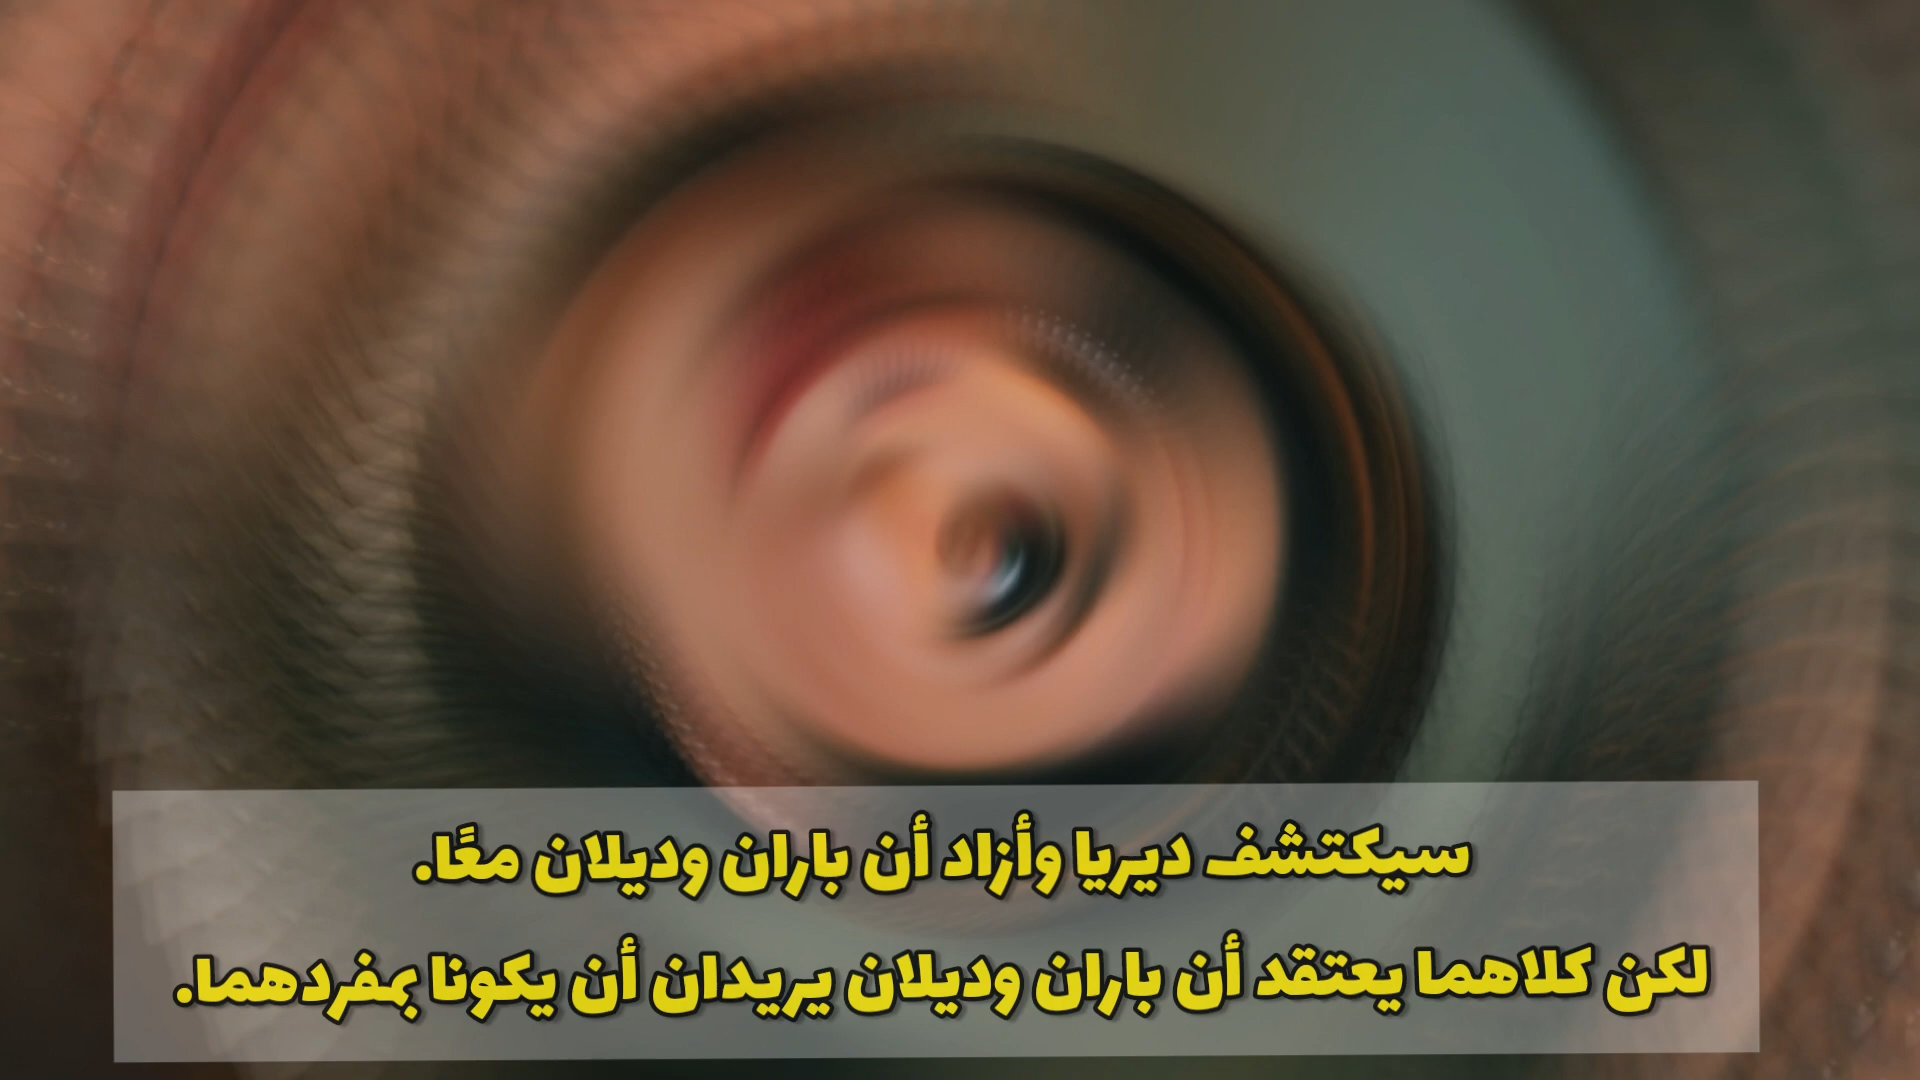 سيكتشف ديريا وأزاد أن باران وديلان معًا.
لكن كلاهما يعتقد أن باران وديلان يريدان أن يكونا بمفردهما.